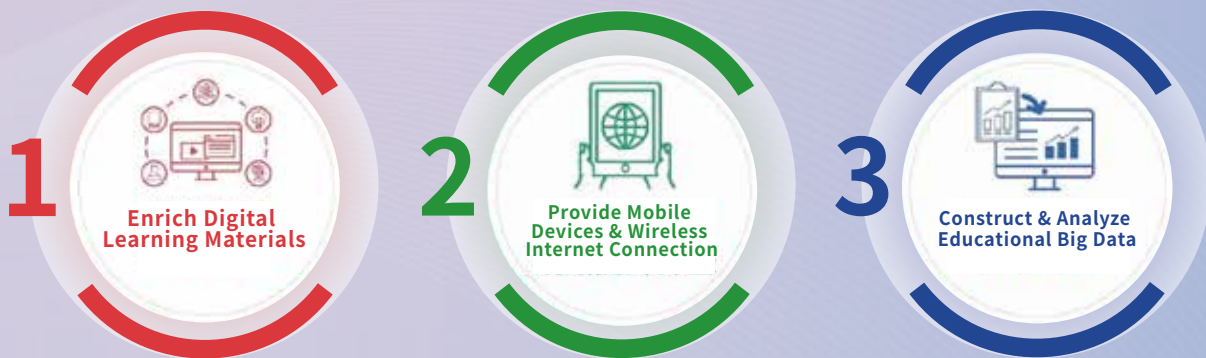 1
Enrich Digital
Learning Materials
2
Provide Mobile
Devices & Wireless
Internet Connection
3
Construct & Analyze
Educational Big Data